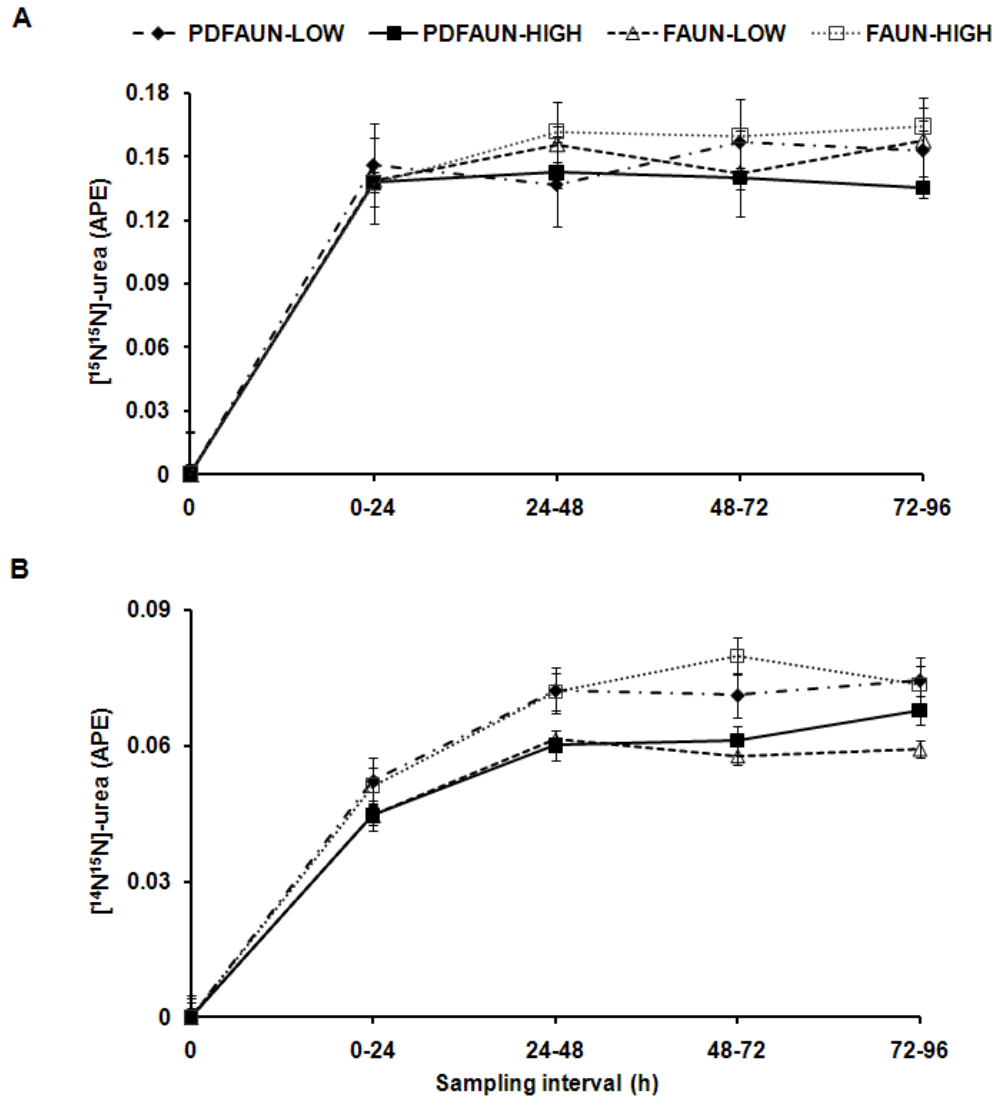 A
PDFAUN-LOW PDFAUN-HIGH FAUN-LOW FAUN-HIGH
[¹⁵N¹⁵N]-urea (APE)
0.18
0.15
0.12
0.09
0.06
0.03
0
0 0-24 24-48 48-72 72-96
B
[¹⁴N¹⁵N]-urea (APE)
0.09
0.06
0.03
0
0 0-24 24-48 48-72 72-96
Sampling interval (h)